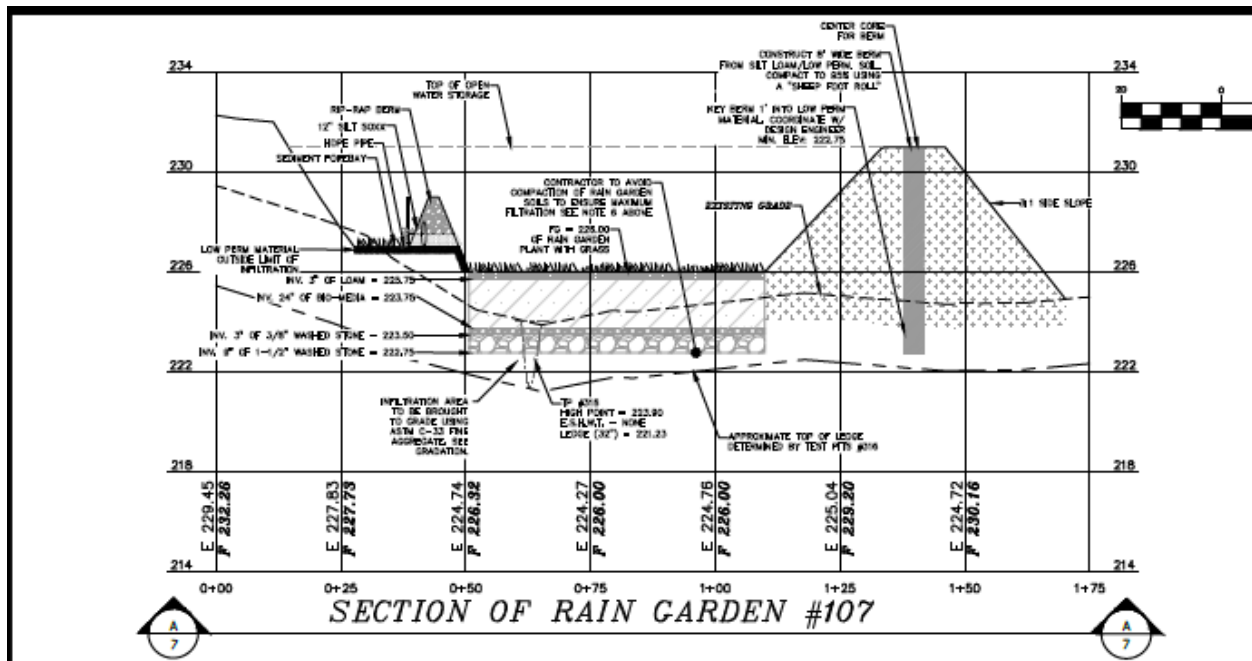 CENTER CORE
FOR BERM
CONSTRUCT 8' WIDE BERM
FROM SILT LOAM/LOW PERM. SOIL.
COMPACT TO 95% USING
A "SHEEP FOOT ROLL"
KEY BERM 1' INTO LOW PERM
MATERIAL, COORDINATE W/
DESIGN ENGINEER
MIN. ELEV: 222.75
20
0
234
234
TOP OF OPEN
WATER STORAGE
RIP-RAP BERM
12" SILT SOXX
HDPE PIPE
SEDIMENT FOREBAY
230
230
CONTRACTOR TO AVOID
COMPACTION OF RAIN GARDEN
SOILS TO ENSURE MAXIMUM
FILTRATION SEE NOTE 6 ABOVE
EXISTING GRADE
3:1 SIDE SLOPE
FG = 226.00
OF RAIN GARDEN
PLANT WITH GRASS
LOW PERM MATERIAL
OUTSIDE LIMIT OF
INFILTRATION
226
226
INV. 3" OF LOAM = 225.75
INV. 24" OF BIO-MEDIA = 223.75
INV. 3" OF 3/8" WASHED STONE = 223.50
INV. 9" OF 1-1/2" WASHED STONE = 222.75
222
222
INFILTRATION AREA
TO BE BROUGHT
TO GRADE USING
ASTM C-33 FINE
AGGREGATE. SEE
GRADATION.
TP #316
HIGH POINT = 223.90
E.S.H.W.T. - NONE
LEDGE (32") = 221.23
APPROXIMATE TOP OF LEDGE
DETERMINED BY TEST PITS #316
218
218
E 229.45
F 232.26
E 227.83
F 227.73
E 224.74
F 226.32
E 224.27
F 226.00
E 224.76
F 226.00
E 225.04
F 229.20
E 224.72
F 230.16
214
214
0+00
0+25
0+50
0+75
1+00
1+25
1+50
1+75
SECTION OF RAIN GARDEN #107
A
7
A
7